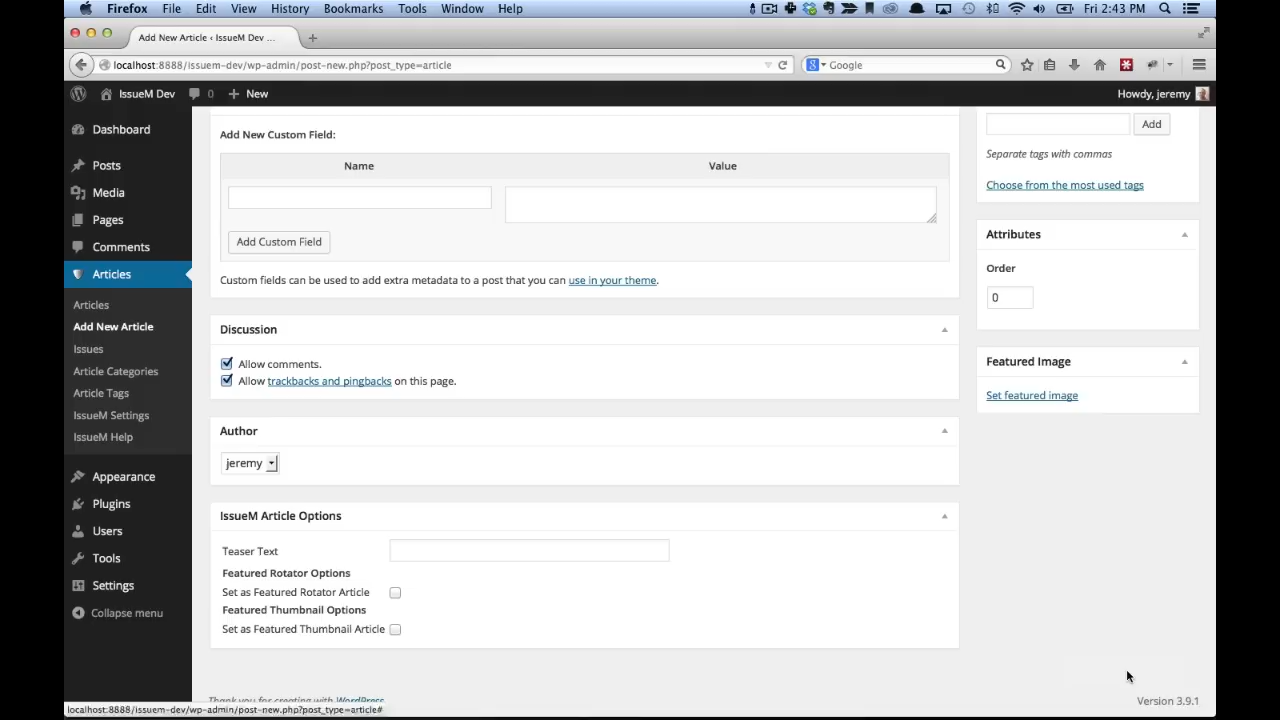 Firefox File Edit View History Bookmarks Tools Window Help Fri 2:43 PM
Add New Article ‹ IssueM Dev ...
localhost:8888/issuem-dev/wp-admin/post-new.php?post_type=article Google
IssueM Dev 0 + New Howdy, jeremy
Dashboard
Posts
Media
Pages
Comments
Articles
Articles
Add New Article
Issues
Article Categories
Article Tags
IssueM Settings
IssueM Help
Appearance
Plugins
Users
Tools
Settings
Collapse menu
Add New Custom Field:
Name Value
Add Custom Field
Custom fields can be used to add extra metadata to a post that you can use in your theme.
Discussion
Allow comments.
Allow trackbacks and pingbacks on this page.
Author
jeremy
IssueM Article Options
Teaser Text
Featured Rotator Options
Set as Featured Rotator Article
Featured Thumbnail Options
Set as Featured Thumbnail Article
Add
Separate tags with commas
Choose from the most used tags
Attributes
Order
0
Featured Image
Set featured image
Thank you for creating with WordPress.
Version 3.9.1
localhost:8888/issuem-dev/wp-admin/post-new.php?post_type=article#